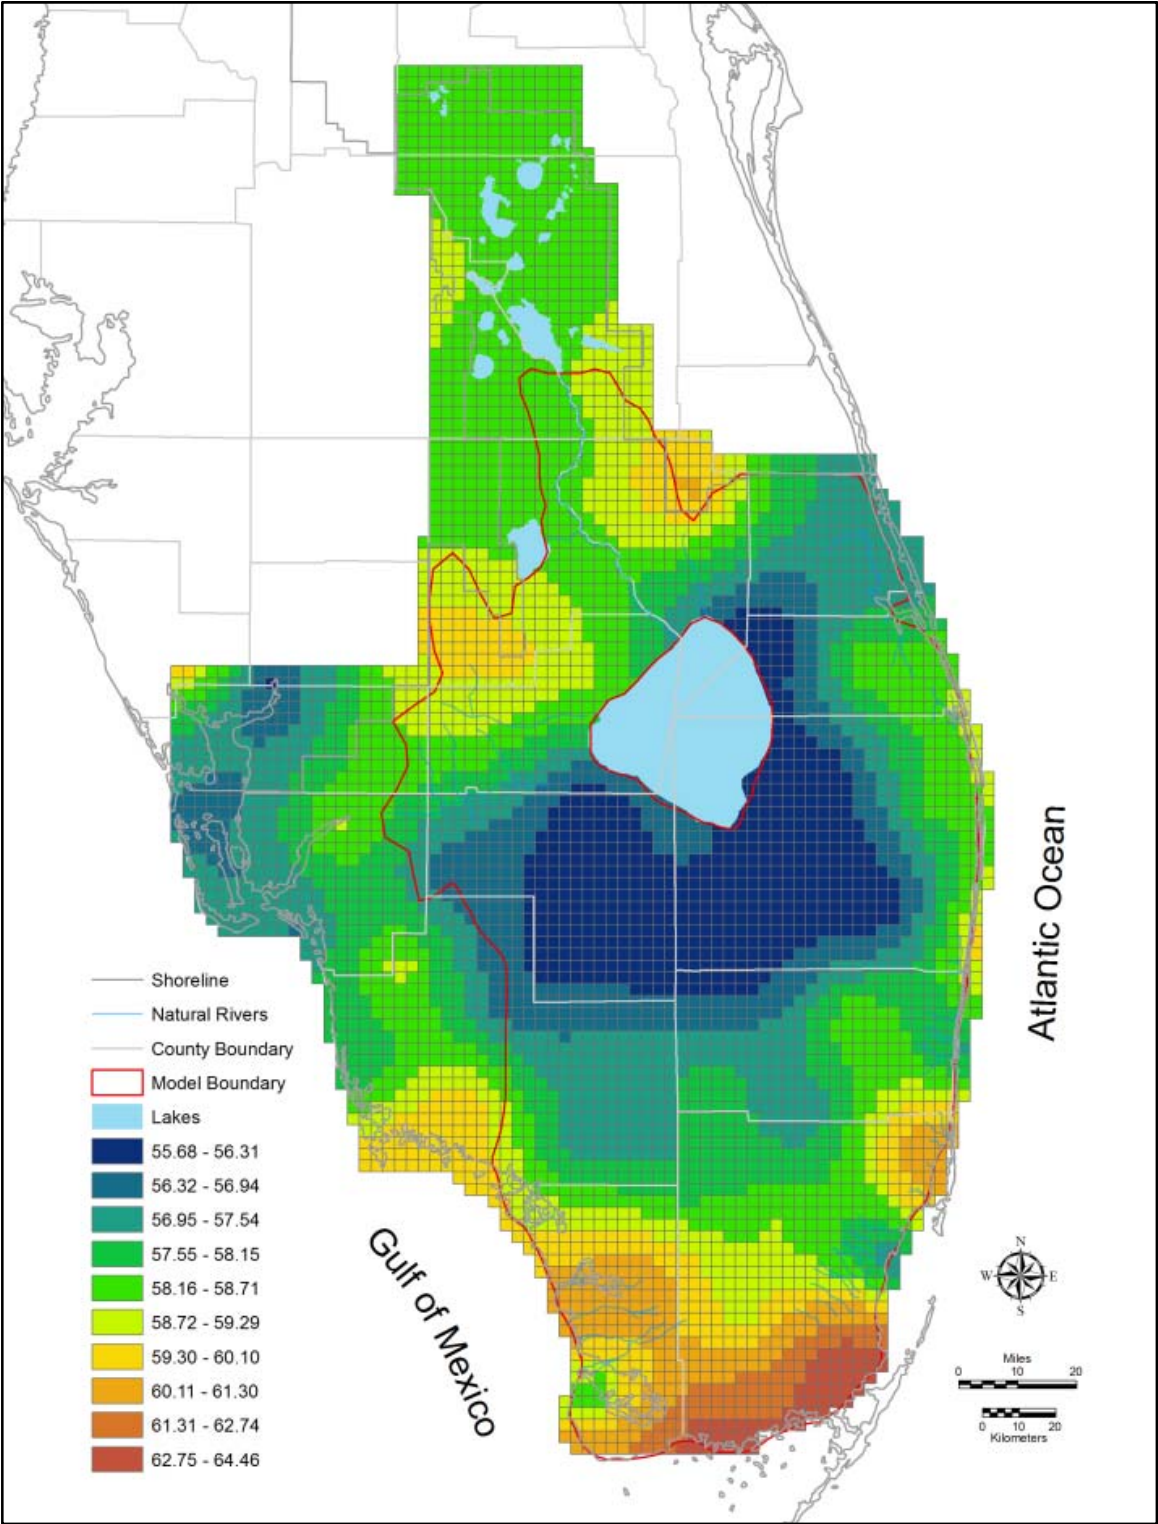 Atlantic Ocean
Shoreline
Natural Rivers
County Boundary
Model Boundary
Lakes
55.68 - 56.31
56.32 - 56.94
56.95 - 57.54
57.55 - 58.15
58.16 - 58.71
58.72 - 59.29
59.30 - 60.10
60.11 - 61.30
61.31 - 62.74
62.75 - 64.46
Gulf of Mexico
N
W E
S
Miles
0 10 20
0 10 20
Kilometers